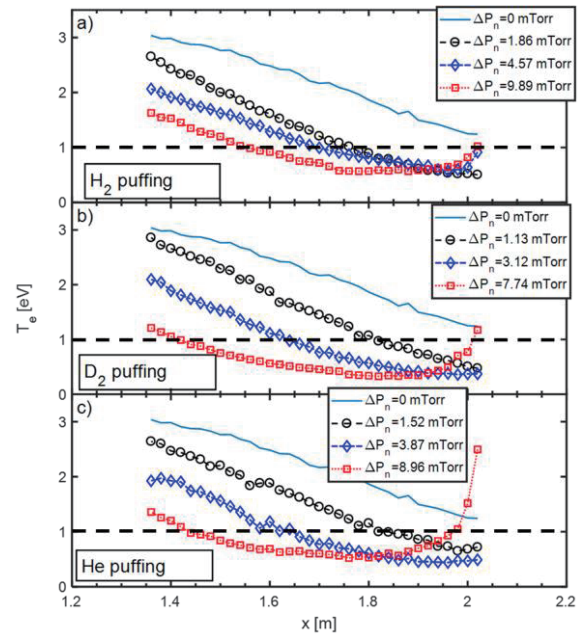 a)
3
2
1
0
ΔPn=0 mTorr
ΔPn=1.86 mTorr
ΔPn=4.57 mTorr
ΔPn=9.89 mTorr
H2 puffing
b)
3
2
1
0
ΔPn=0 mTorr
ΔPn=1.13 mTorr
ΔPn=3.12 mTorr
ΔPn=7.74 mTorr
Te [eV]
D2 puffing
c)
3
2
1
0
ΔPn=0 mTorr
ΔPn=1.52 mTorr
ΔPn=3.87 mTorr
ΔPn=8.96 mTorr
He puffing
1.2 1.4 1.6 1.8 2 2.2
x [m]